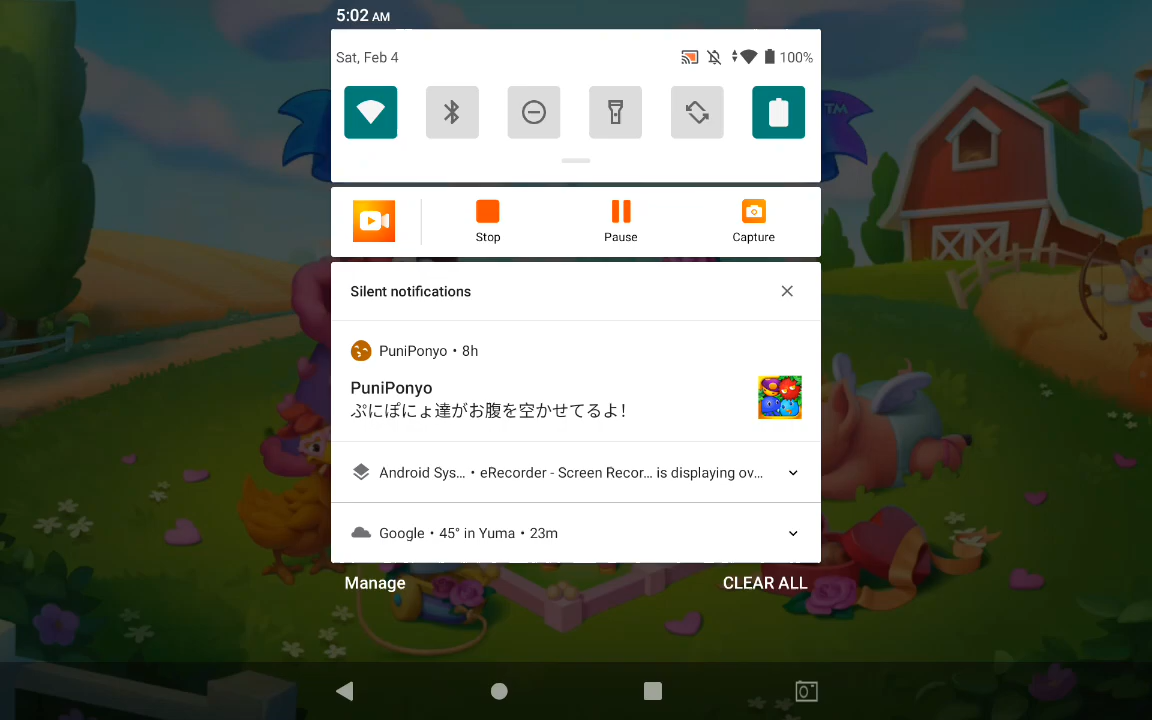 5:02 AM
Sat, Feb 4
100%
Stop
Pause
Capture
Silent notifications
PuniPonyo • 8h
PuniPonyo
ぷにぽにょ達がお腹を空かせてるよ!
Android Sys... • eRecorder - Screen Recor... is displaying ov...
Google • 45° in Yuma • 23m
Manage
CLEAR ALL
TM